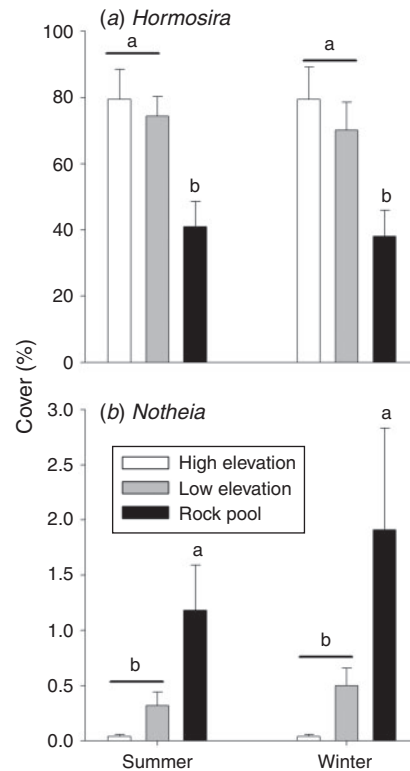 (a) Hormosira
100
80
60
40
20
0
a
b
a
b
Cover (%)
(b) Notheia
3.0
2.5
2.0
1.5
1.0
0.5
0.0
High elevation
Low elevation
Rock pool
b
a
b
a
Summer
Winter